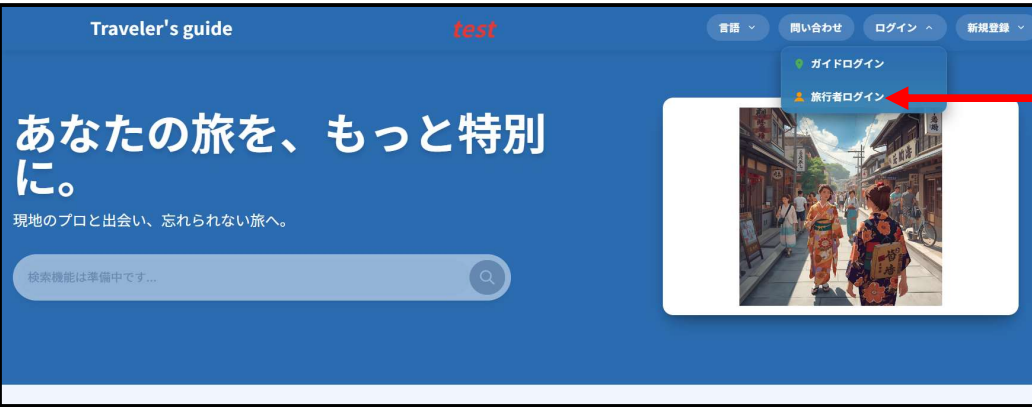 Traveler's guide
test
言語
問い合わせ
ログイン
新規登録
ガイドログイン
旅行者ログイン
あなたの旅を、もっと特別
に。
現地のプロと出会い、忘れられない旅へ。
検索機能は準備中です...